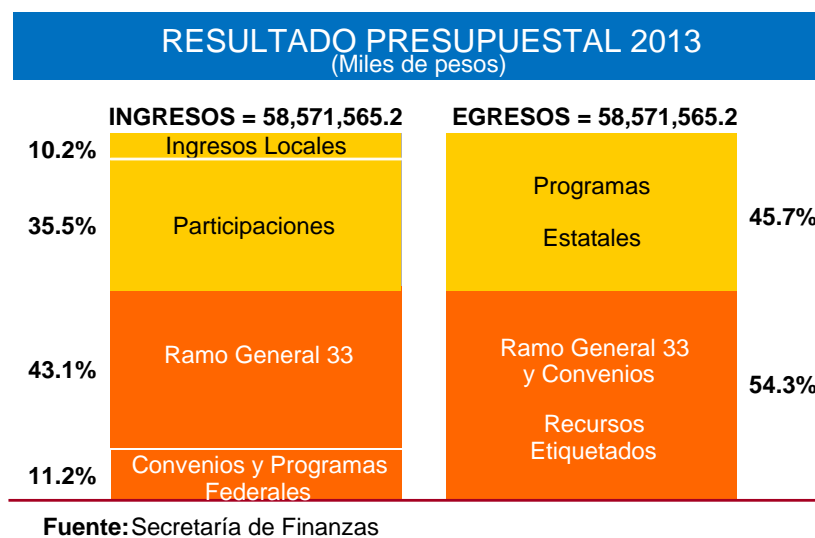 RESULTADO PRESUPUESTAL 2013
(Miles de pesos)
INGRESOS = 58,571,565.2
EGRESOS = 58,571,565.2
10.2%
Ingresos Locales
35.5%
Participaciones
Programas
Estatales
45.7%
43.1%
Ramo General 33
Ramo General 33
y Convenios
Recursos
Etiquetados
54.3%
11.2%
Convenios y Programas
Federales
Fuente: Secretaría de Finanzas